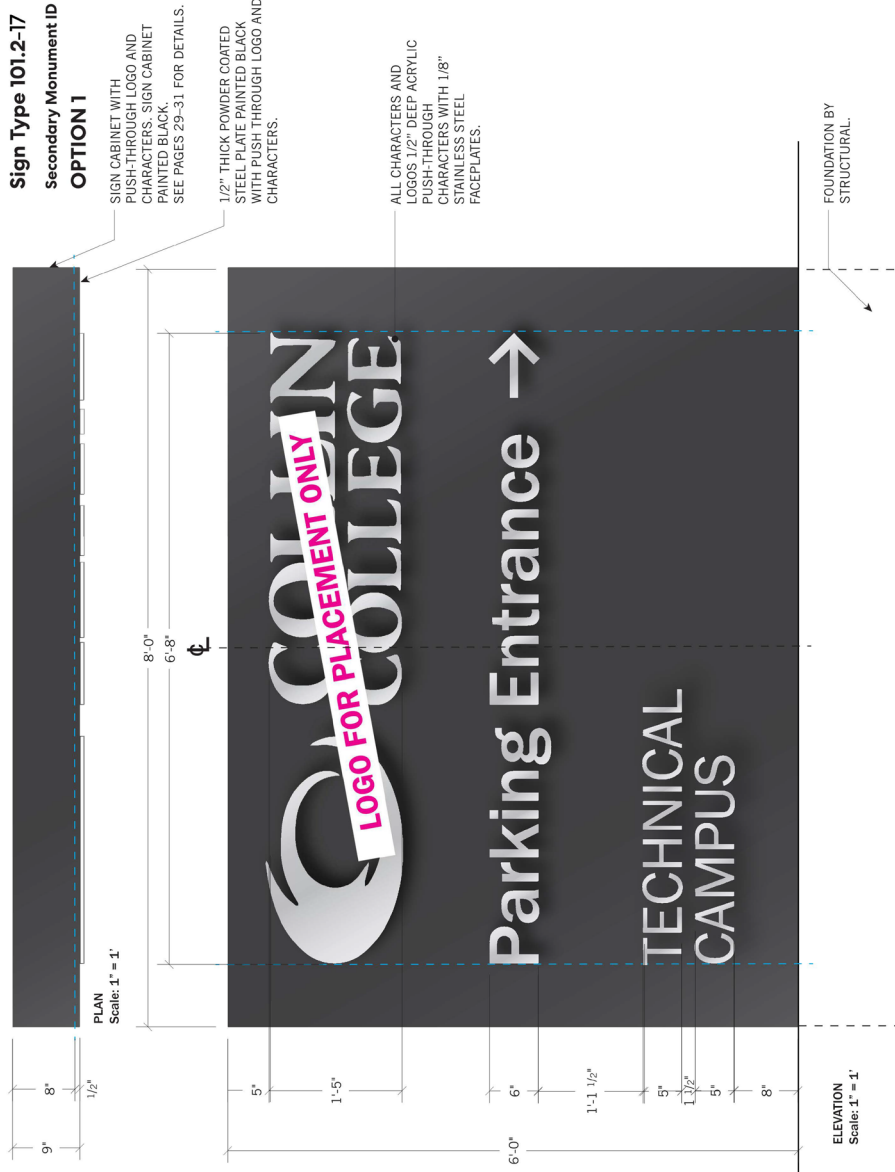 Sign Type 101.2-17
Secondary Monument ID
OPTION 1
SIGN CABINET WITH
PUSH-THROUGH LOGO AND
CHARACTERS. SIGN CABINET
PAINTED BLACK.
SEE PAGES 29–31 FOR DETAILS.
1/2" THICK POWDER COATED
STEEL PLATE PAINTED BLACK
WITH PUSH THROUGH LOGO AND
CHARACTERS.
ALL CHARACTERS AND
LOGOS 1/2" DEEP ACRYLIC
PUSH-THROUGH
CHARACTERS WITH 1/8"
STAINLESS STEEL
FACEPLATES.
FOUNDATION BY
STRUCTURAL.
9"
8"
1/2"
PLAN
Scale: 1" = 1'
8'-0"
6'-8"
COLLIN
COLLEGE
LOGO FOR PLACEMENT ONLY
Parking Entrance →
TECHNICAL
CAMPUS
6'-0"
5"
1'-5"
6"
1'-1 1/2"
5"
1 1/2"
5"
8"
ELEVATION
Scale: 1" = 1'